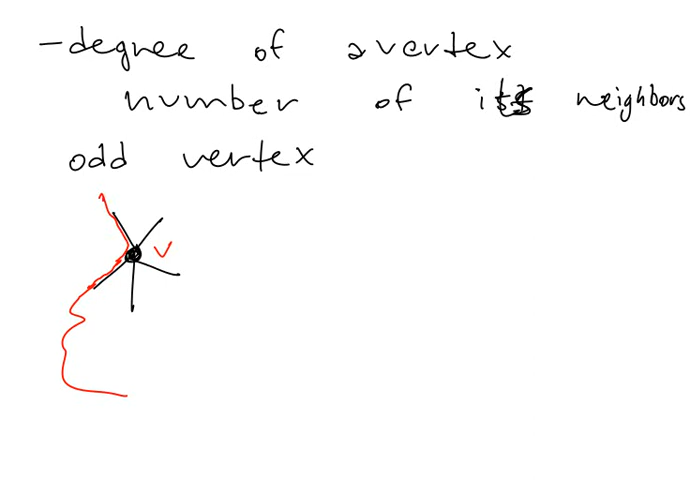 - degree of a vertex
number of its neighbors
odd vertex
v